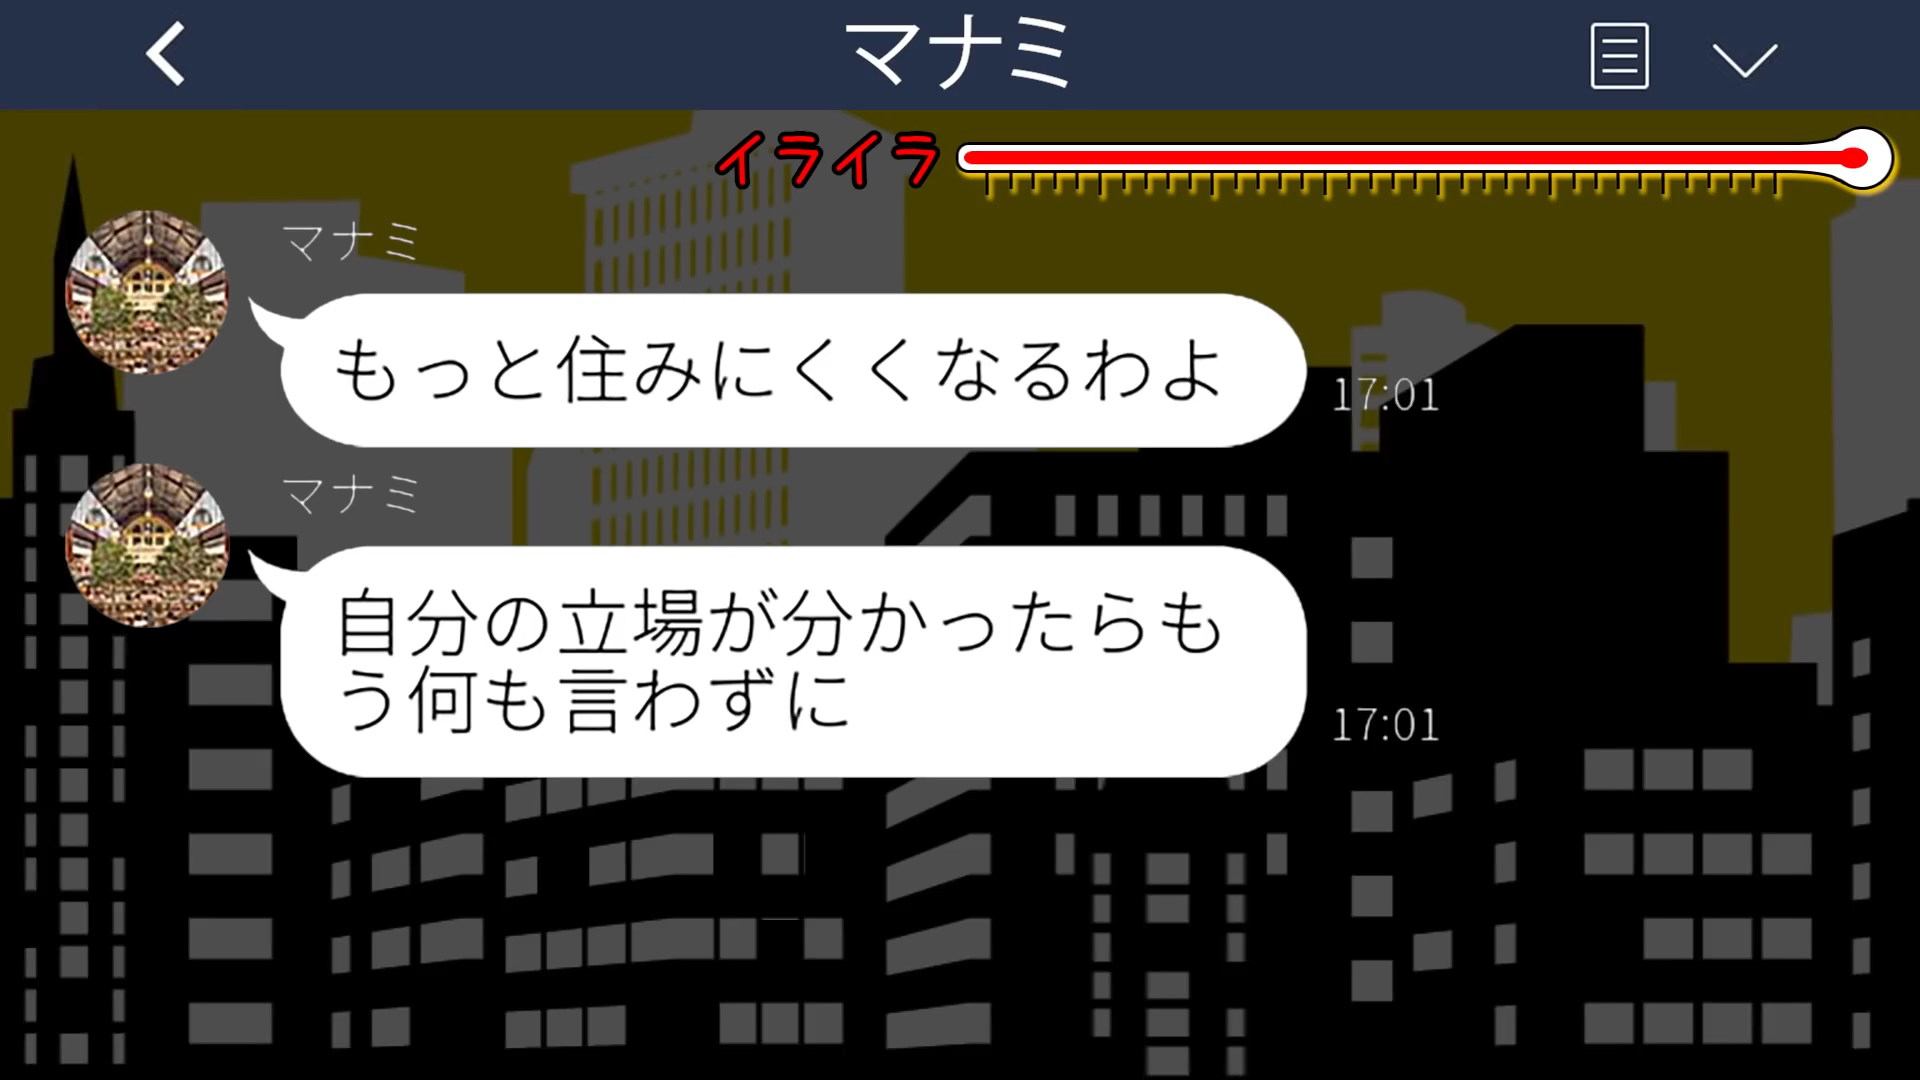 マナミ
イライラ
マナミ
もっと住みにくくなるわよ
17:01
マナミ
自分の立場が分かったらも
う何も言わずに
17:01